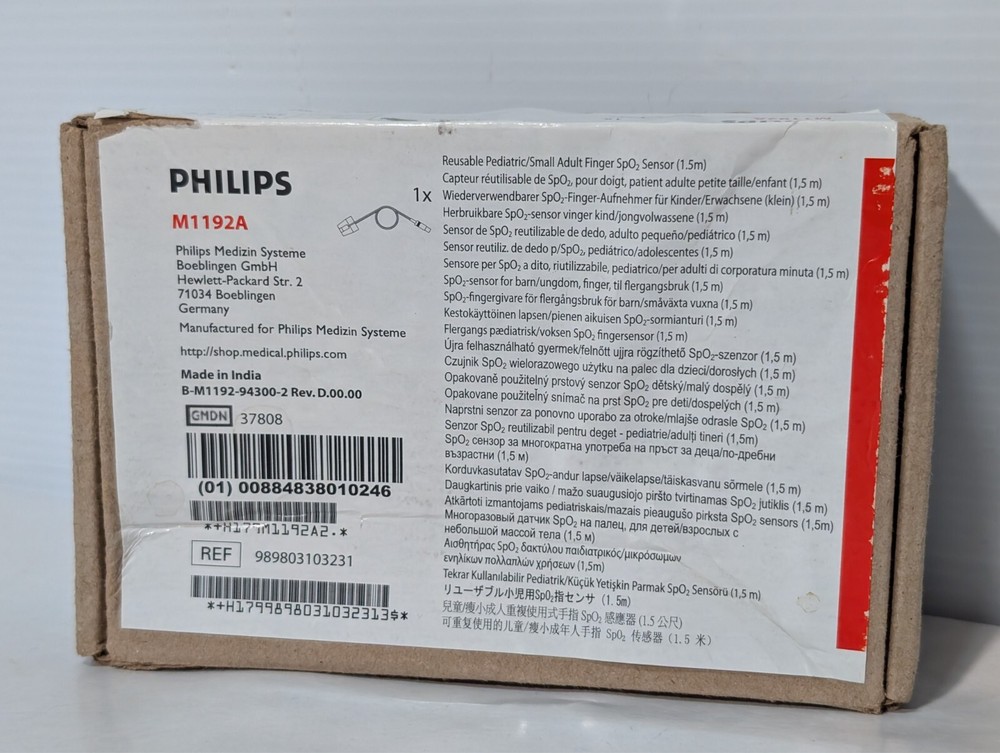 PHILIPS
M1192A
1x
Philips Medizin Systeme
Boeblingen GmbH
Hewlett-Packard Str. 2
71034 Boeblingen
Germany
Manufactured for Philips Medizin Systeme
http://shop.medical.philips.com
Made in India
B-M1192-94300-2 Rev. D.00.00
GMDN 37808
(01) 00884838010246
*+H179M1192A2.*
REF 989803103231
*+H1799898031032313$*
Reusable Pediatric/Small Adult Finger SpO₂ Sensor (1.5m)
Capteur réutilisable de SpO₂, pour doigt, patient adulte petite taille/enfant (1,5 m)
Wiederverwendbarer SpO₂-Finger-Aufnehmer für Kinder/Erwachsene (klein) (1,5 m)
Herbruikbare SpO₂-sensor vinger kind/jongvolwassene (1,5 m)
Sensor de SpO₂ reutilizable de dedo, adulto pequeño/pediátrico (1,5 m)
Sensor reutiliz. de dedo p/SpO₂, pediátrico/adolescentes (1,5 m)
Sensore per SpO₂ a dito, riutilizzabile, pediatrico/per adulti di corporatura minuta (1,5 m)
SpO₂-sensor for barn/ungdom, finger, til flergangsbruk (1,5 m)
SpO₂-fingergivare för flergångsbruk för barn/småväxta vuxna (1,5 m)
Kestokäyttöinen lapsen/pienen aikuisen SpO₂-sormianturi (1,5 m)
Flergangs pædiatrisk/voksen SpO₂ fingersensor (1,5 m)
Újra felhasználható gyermek/felnőtt ujjra rögzíthető SpO₂-szenzor (1,5 m)
Czujnik SpO₂ wielorazowego użytku na palec dla dzieci/dorosłych (1,5 m)
Opakovaně použitelný prstový senzor SpO₂ dětský/malý dospělý (1,5 m)
Opakovane použiteľný snímač na prst SpO₂ pre deti/dospelých (1,5 m)
Naprstni senzor za ponovno uporabo za otroke/mlajše odrasle SpO₂ (1,5 m)
Senzor SpO₂ reutilizabil pentru deget - pediatrie/adulți tineri (1,5m)
SpO₂ сензор за многократна употреба на пръст за деца/по-дребни
възрастни (1,5 м)
Korduvkasutatav SpO₂-andur lapse/väikelapse/täiskasvanu sõrmele (1,5 m)
Daugkartinis prie vaiko / mažo suaugusiojo piršto tvirtinamas SpO₂ jutiklis (1,5 m)
Atkārtoti izmantojams pediatriskais/mazais pieaugušo pirksta SpO₂ sensors (1,5m)
Многоразовый датчик SpO₂ на палец, для детей/взрослых с
небольшой массой тела (1,5 м)
Αισθητήρας SpO₂ δακτύλου παιδιατρικός/μικρόσωμων
ενηλίκων πολλαπλών χρήσεων (1,5m)
Tekrar Kullanılabilir Pediatrik/Küçük Yetişkin Parmak SpO₂ Sensörü (1,5 m)
リユーザブル小児用SpO₂指センサ (1.5m)
兒童/瘦小成人重複使用式手指 SpO₂ 感應器 (1.5 公尺)
可重复使用的儿童/瘦小成年人手指 SpO₂ 传感器 (1.5 米)